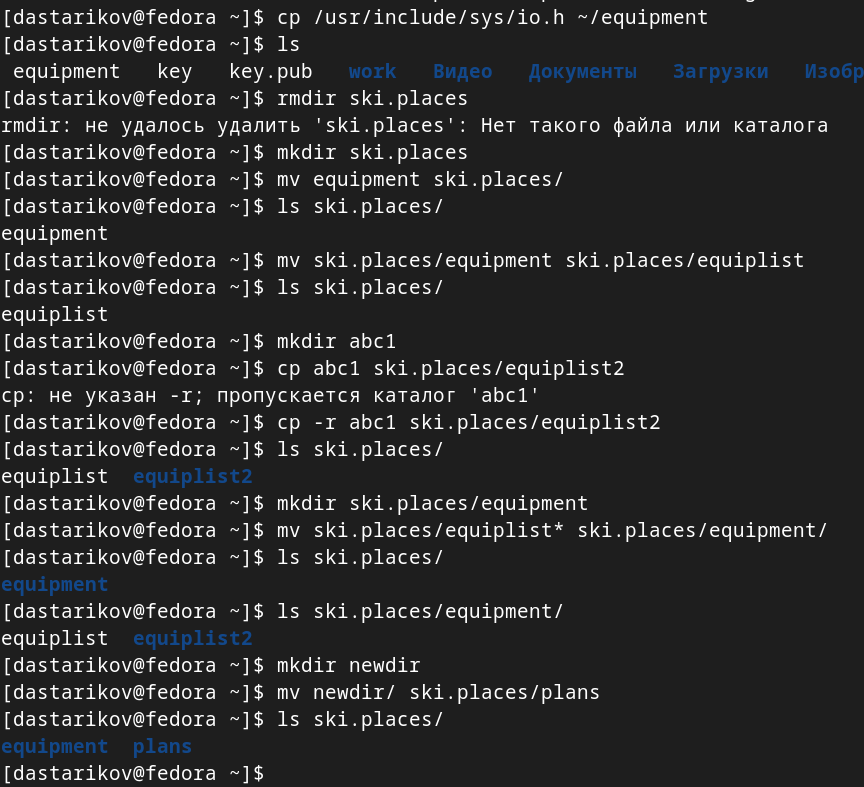 [dastarikov@fedora ~]$ cp /usr/include/sys/io.h ~/equipment
[dastarikov@fedora ~]$ ls
equipment key key.pub work Видео Документы Загрузки
[dastarikov@fedora ~]$ rmdir ski.places
rmdir: не удалось удалить 'ski.places': Нет такого файла или каталога
[dastarikov@fedora ~]$ mkdir ski.places
[dastarikov@fedora ~]$ mv equipment ski.places/
[dastarikov@fedora ~]$ ls ski.places/
equipment
[dastarikov@fedora ~]$ mv ski.places/equipment ski.places/equiplist
[dastarikov@fedora ~]$ ls ski.places/
equiplist
[dastarikov@fedora ~]$ mkdir abc1
[dastarikov@fedora ~]$ cp abc1 ski.places/equiplist2
cp: не указан -r; пропускается каталог 'abc1'
[dastarikov@fedora ~]$ cp -r abc1 ski.places/equiplist2
[dastarikov@fedora ~]$ ls ski.places/
equiplist equiplist2
[dastarikov@fedora ~]$ mkdir ski.places/equipment
[dastarikov@fedora ~]$ mv ski.places/equiplist* ski.places/equipment/
[dastarikov@fedora ~]$ ls ski.places/
equipment
[dastarikov@fedora ~]$ ls ski.places/equipment/
equiplist equiplist2
[dastarikov@fedora ~]$ mkdir newdir
[dastarikov@fedora ~]$ mv newdir/ ski.places/plans
[dastarikov@fedora ~]$ ls ski.places/
equipment plans
[dastarikov@fedora ~]$